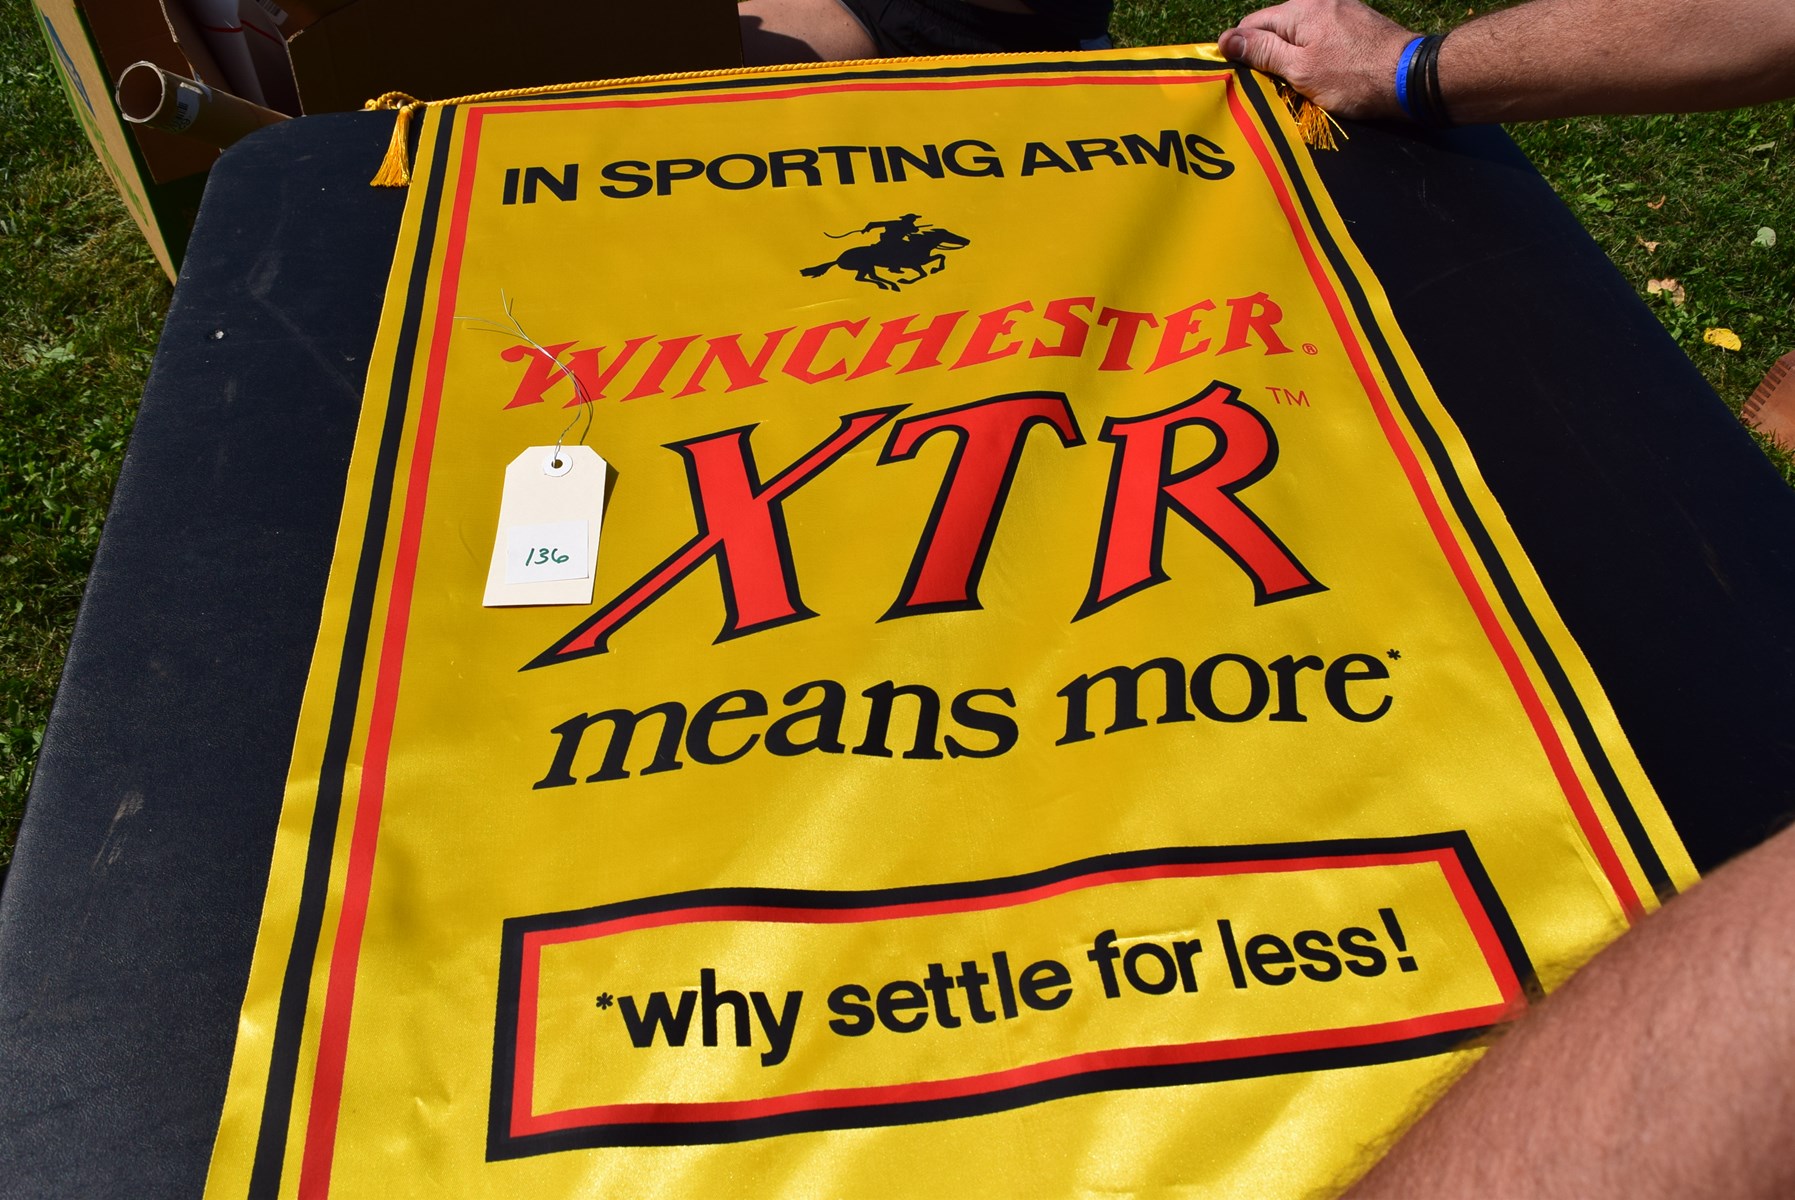 IN SPORTING ARMS
WINCHESTER®
XTR™
means more*
*why settle for less!
136